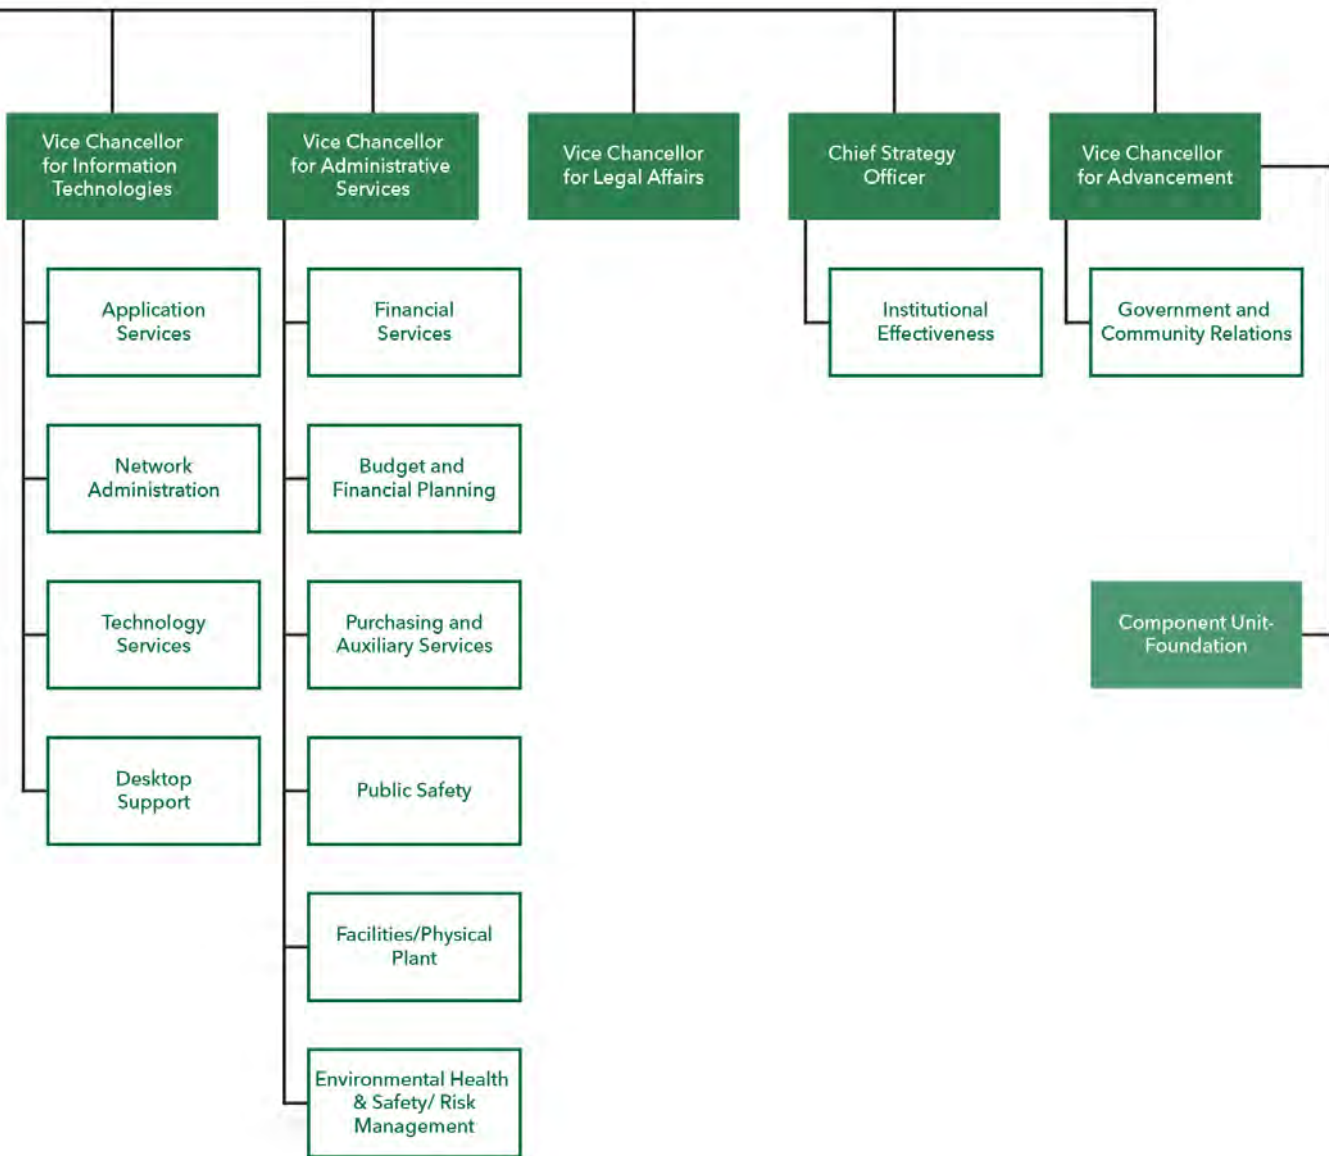 Vice Chancellor
for Information
Technologies
Vice Chancellor
for Administrative
Services
Vice Chancellor
for Legal Affairs
Chief Strategy
Officer
Vice Chancellor
for Advancement
Application
Services
Financial
Services
Institutional
Effectiveness
Government and
Community Relations
Network
Administration
Budget and
Financial Planning
Technology
Services
Purchasing and
Auxiliary Services
Component Unit-
Foundation
Desktop
Support
Public Safety
Facilities/Physical
Plant
Environmental Health
& Safety/ Risk
Management